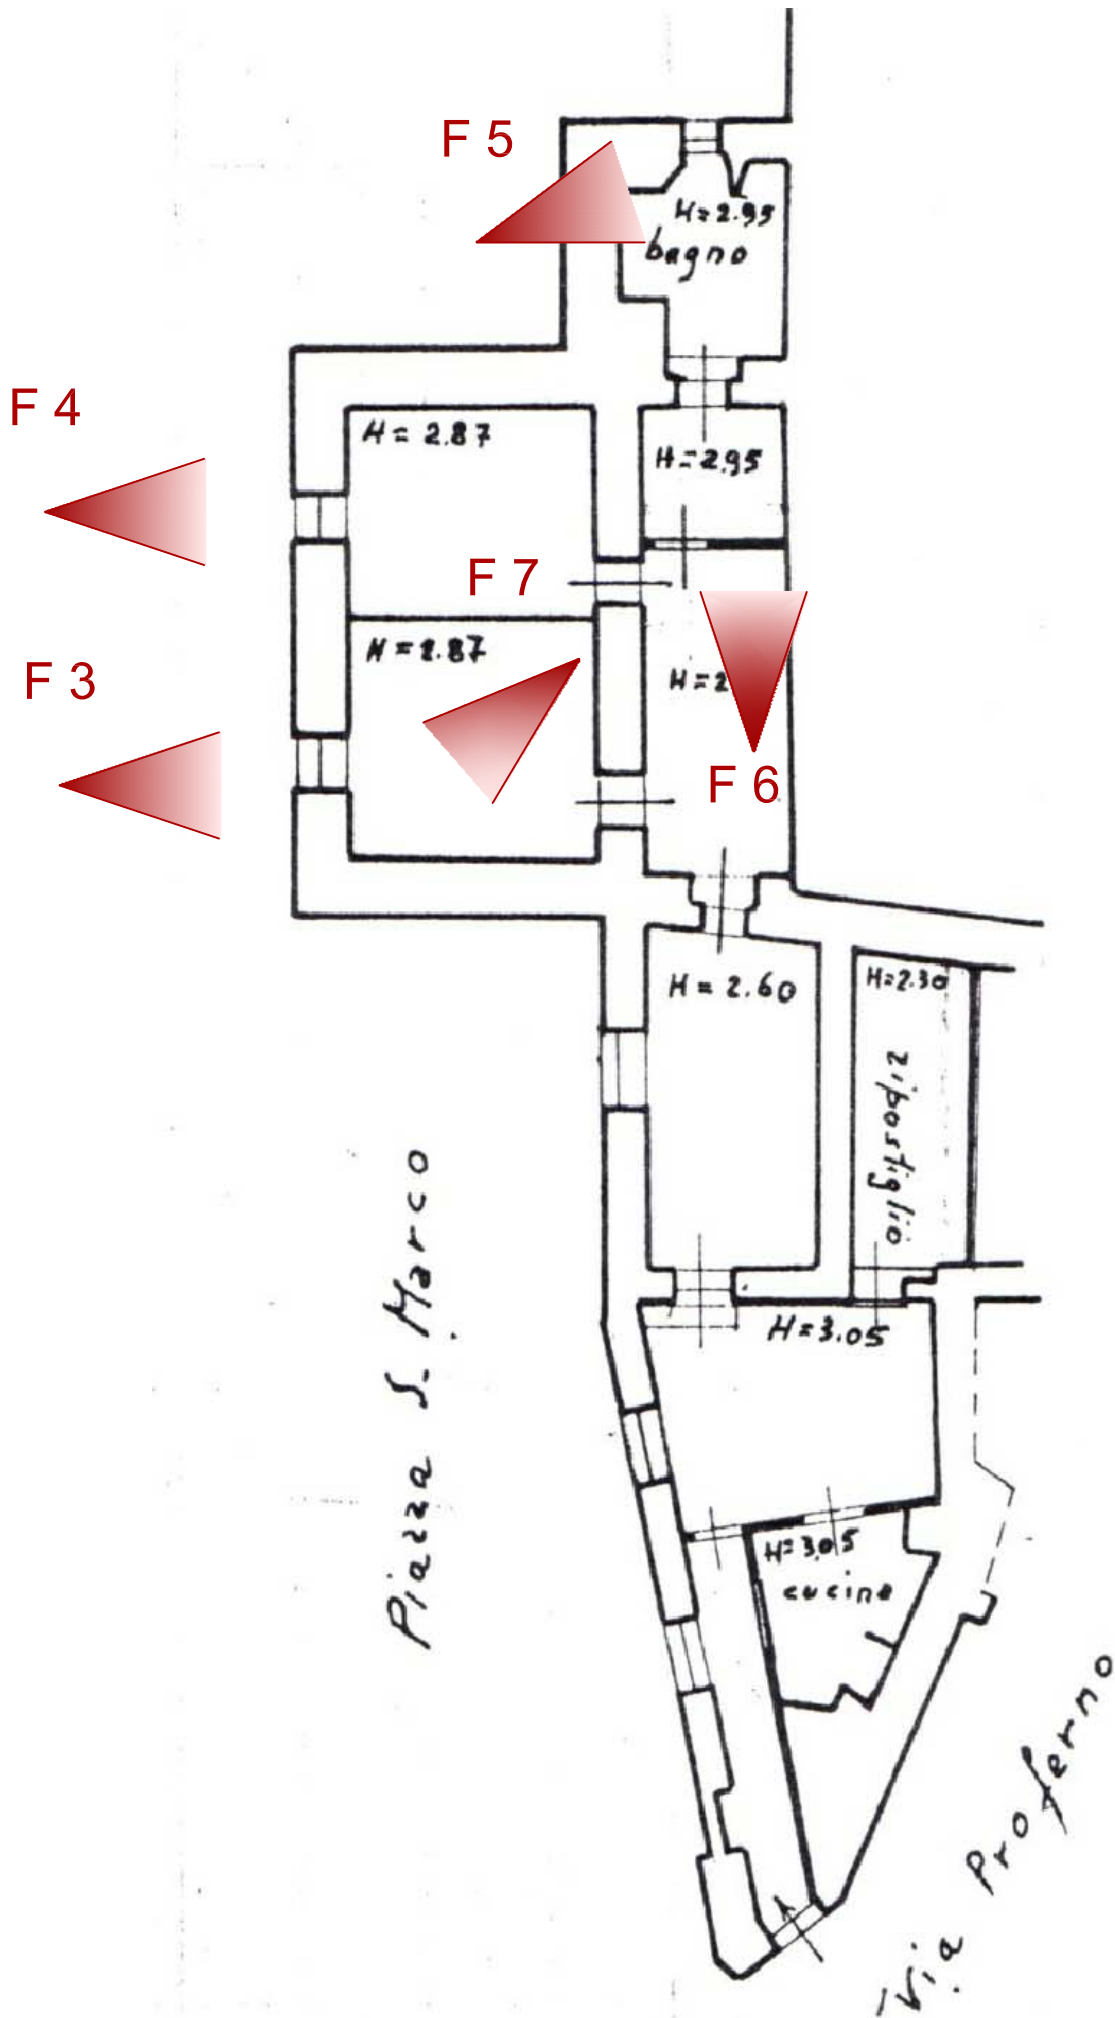 F 5
H=2.95
bagno
F 4
H= 2.87
H=2.95
F 7
H=2.87
F 3
H=2
F 6
H= 2.60
H=2.30
ripostiglio
Piazza S. Marco
H=3.05
H=3.05
cucina
Via Proferno